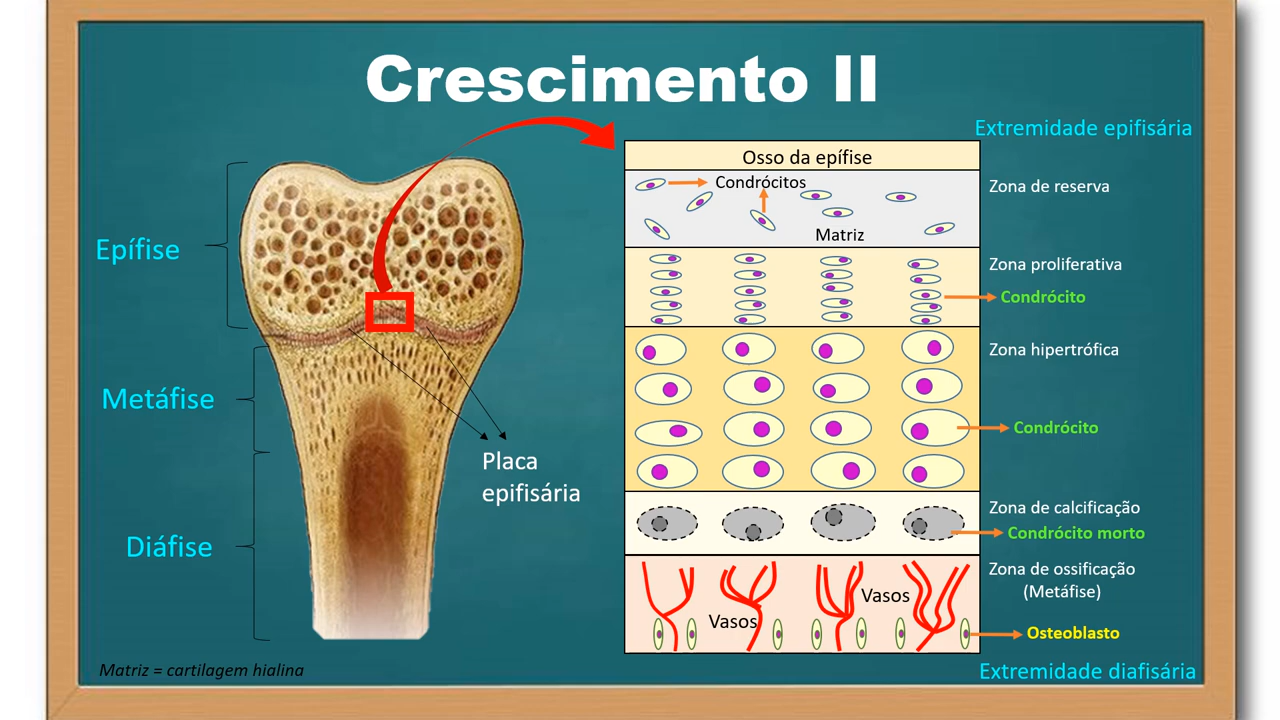 Crescimento II
Extremidade epifisária
Osso da epífise
Condrócitos
Zona de reserva
Matriz
Epífise
Zona proliferativa
Condrócito
Zona hipertrófica
Metáfise
Condrócito
Placa
epifisária
Zona de calcificação
Condrócito morto
Diáfise
Zona de ossificação
(Metáfise)
Vasos
Vasos
Osteoblasto
Matriz = cartilagem hialina
Extremidade diafisária